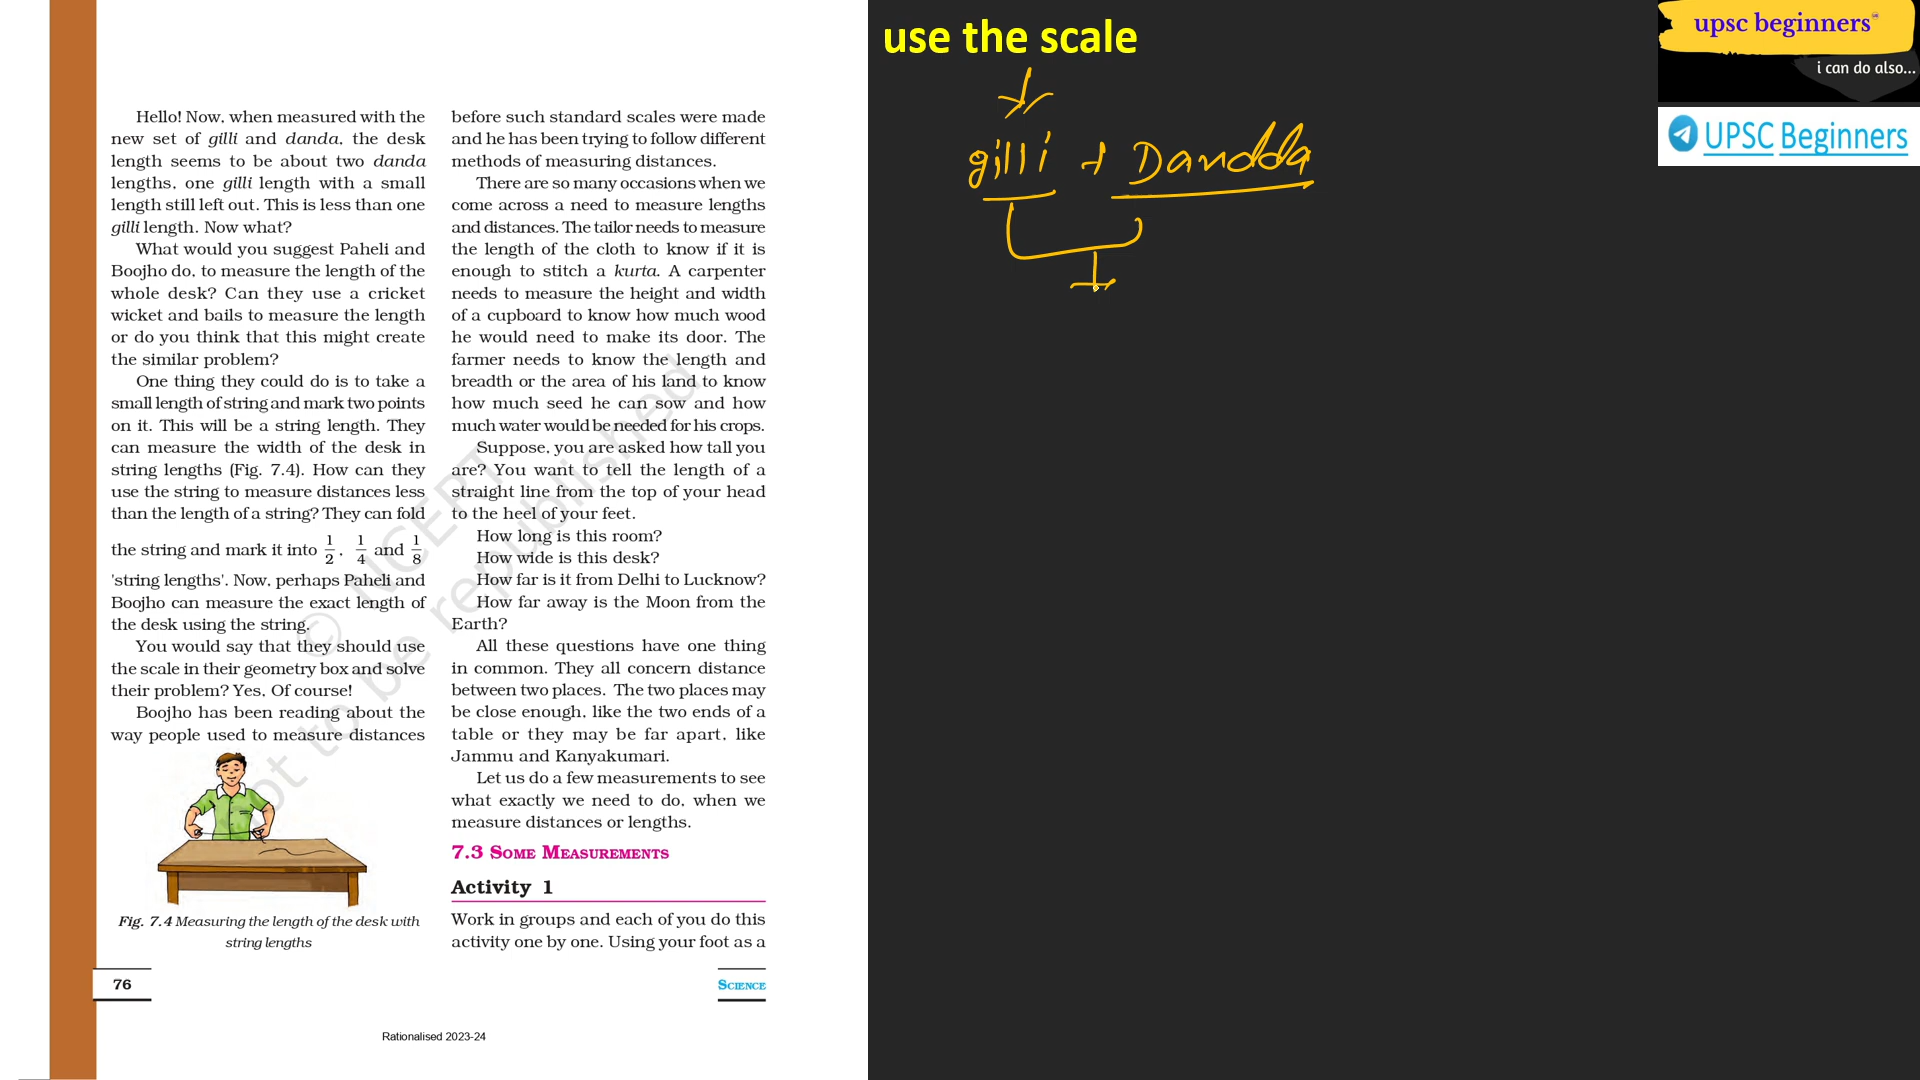 Hello! Now, when measured with the
new set of gilli and danda, the desk
length seems to be about two danda
lengths, one gilli length with a small
length still left out. This is less than one
gilli length. Now what?
What would you suggest Paheli and
Boojho do, to measure the length of the
whole desk? Can they use a cricket
wicket and bails to measure the length
or do you think that this might create
the similar problem?
One thing they could do is to take a
small length of string and mark two points
on it. This will be a string length. They
can measure the width of the desk in
string lengths (Fig. 7.4). How can they
use the string to measure distances less
than the length of a string? They can fold
the string and mark it into 1/2, 1/4 and 1/8
'string lengths'. Now, perhaps Paheli and
Boojho can measure the exact length of
the desk using the string.
You would say that they should use
the scale in their geometry box and solve
their problem? Yes, Of course!
Boojho has been reading about the
way people used to measure distances
Fig. 7.4 Measuring the length of the desk with
string lengths
before such standard scales were made
and he has been trying to follow different
methods of measuring distances.
There are so many occasions when we
come across a need to measure lengths
and distances. The tailor needs to measure
the length of the cloth to know if it is
enough to stitch a kurta. A carpenter
needs to measure the height and width
of a cupboard to know how much wood
he would need to make its door. The
farmer needs to know the length and
breadth or the area of his land to know
how much seed he can sow and how
much water would be needed for his crops.
Suppose, you are asked how tall you
are? You want to tell the length of a
straight line from the top of your head
to the heel of your feet.
How long is this room?
How wide is this desk?
How far is it from Delhi to Lucknow?
How far away is the Moon from the
Earth?
All these questions have one thing
in common. They all concern distance
between two places. The two places may
be close enough, like the two ends of a
table or they may be far apart, like
Jammu and Kanyakumari.
Let us do a few measurements to see
what exactly we need to do, when we
measure distances or lengths.
7.3 SOME MEASUREMENTS
Activity 1
Work in groups and each of you do this
activity one by one. Using your foot as a
76
SCIENCE
Rationalised 2023-24
© NCERT
not to be republished
use the scale
gilli + Dandda
upsc beginners
i can do also...
UPSC Beginners